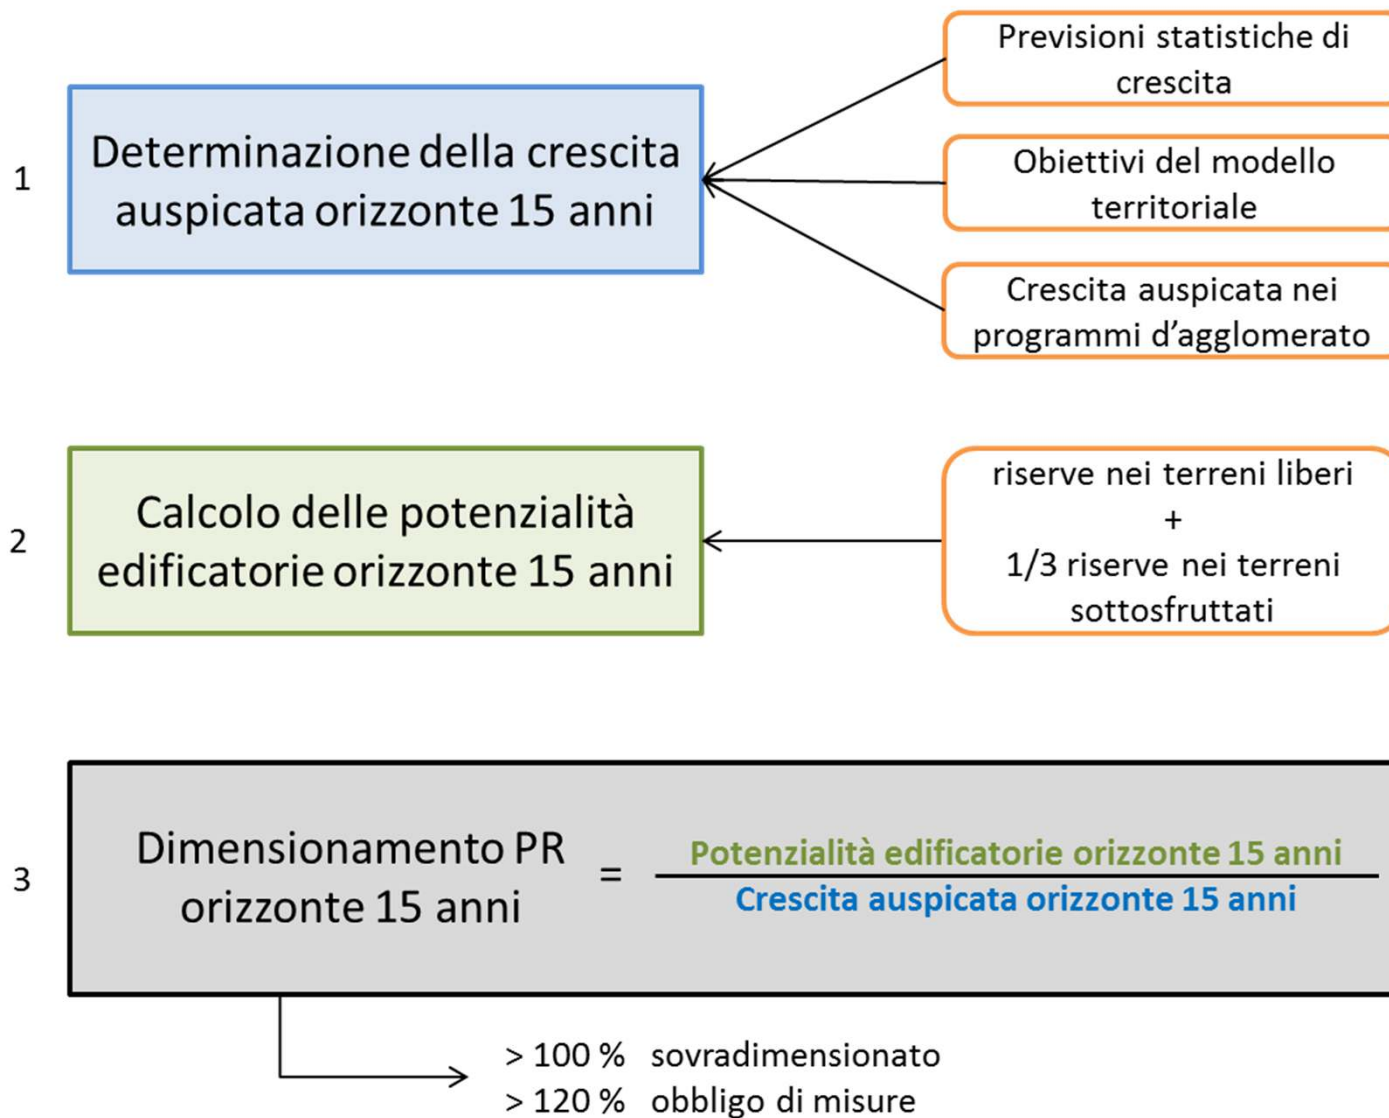 1
Determinazione della crescita
auspicata orizzonte 15 anni
Previsioni statistiche di
crescita
Obiettivi del modello
territoriale
Crescita auspicata nei
programmi d’agglomerato
2
Calcolo delle potenzialità
edificatorie orizzonte 15 anni
riserve nei terreni liberi
+
1/3 riserve nei terreni
sottosfruttati
3
Dimensionamento PR
orizzonte 15 anni
=
Potenzialità edificatorie orizzonte 15 anni
Crescita auspicata orizzonte 15 anni
> 100 % sovradimensionato
> 120 % obbligo di misure